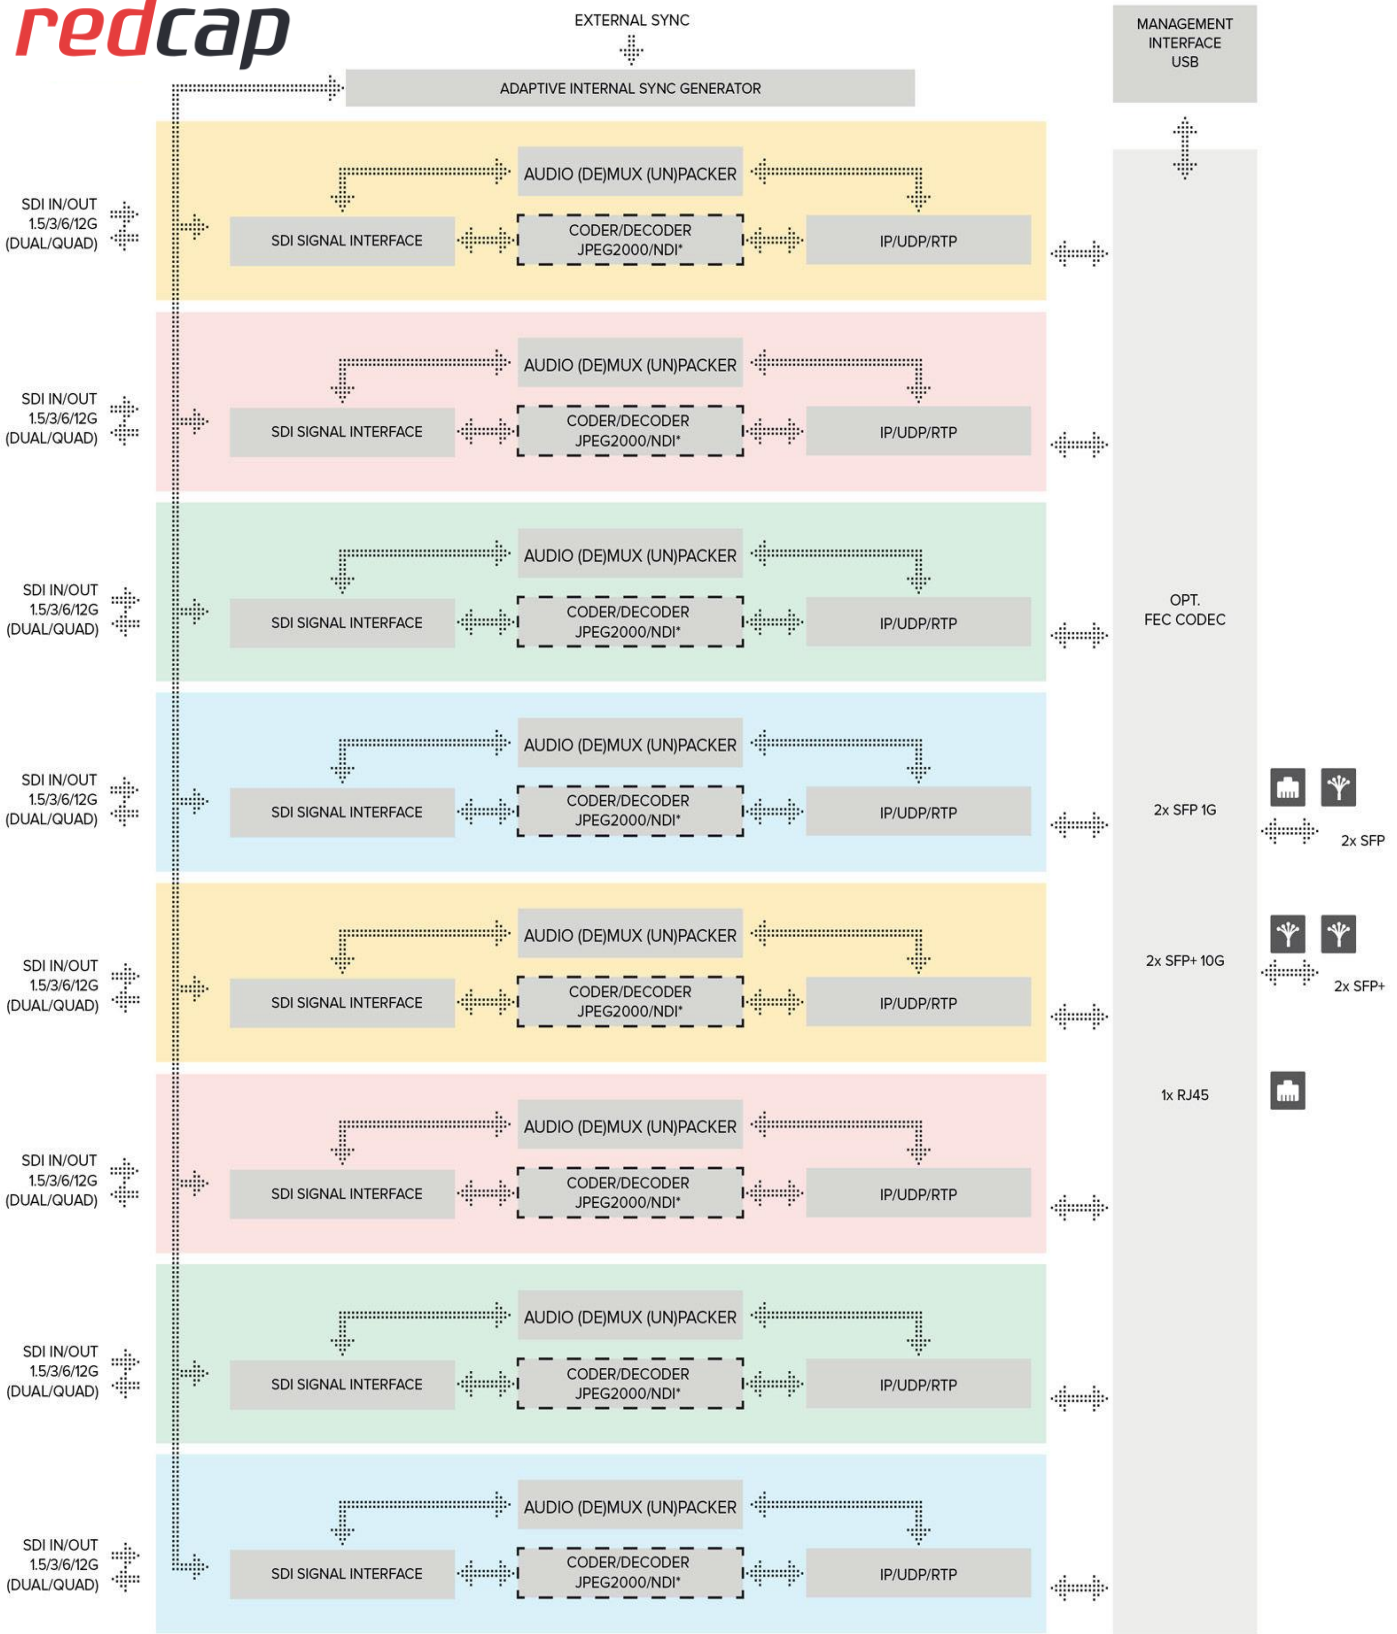 redcap
EXTERNAL SYNC
ADAPTIVE INTERNAL SYNC GENERATOR
MANAGEMENT
INTERFACE
USB
SDI IN/OUT
1.5/3/6/12G
(DUAL/QUAD)
AUDIO (DE)MUX (UN)PACKER
SDI SIGNAL INTERFACE
CODER/DECODER
JPEG2000/NDI*
IP/UDP/RTP
SDI IN/OUT
1.5/3/6/12G
(DUAL/QUAD)
AUDIO (DE)MUX (UN)PACKER
SDI SIGNAL INTERFACE
CODER/DECODER
JPEG2000/NDI*
IP/UDP/RTP
SDI IN/OUT
1.5/3/6/12G
(DUAL/QUAD)
AUDIO (DE)MUX (UN)PACKER
SDI SIGNAL INTERFACE
CODER/DECODER
JPEG2000/NDI*
IP/UDP/RTP
OPT.
FEC CODEC
SDI IN/OUT
1.5/3/6/12G
(DUAL/QUAD)
AUDIO (DE)MUX (UN)PACKER
SDI SIGNAL INTERFACE
CODER/DECODER
JPEG2000/NDI*
IP/UDP/RTP
2x SFP 1G
2x SFP
SDI IN/OUT
1.5/3/6/12G
(DUAL/QUAD)
AUDIO (DE)MUX (UN)PACKER
SDI SIGNAL INTERFACE
CODER/DECODER
JPEG2000/NDI*
IP/UDP/RTP
2x SFP+ 10G
2x SFP+
SDI IN/OUT
1.5/3/6/12G
(DUAL/QUAD)
AUDIO (DE)MUX (UN)PACKER
SDI SIGNAL INTERFACE
CODER/DECODER
JPEG2000/NDI*
IP/UDP/RTP
1x RJ45
SDI IN/OUT
1.5/3/6/12G
(DUAL/QUAD)
AUDIO (DE)MUX (UN)PACKER
SDI SIGNAL INTERFACE
CODER/DECODER
JPEG2000/NDI*
IP/UDP/RTP
SDI IN/OUT
1.5/3/6/12G
(DUAL/QUAD)
AUDIO (DE)MUX (UN)PACKER
SDI SIGNAL INTERFACE
CODER/DECODER
JPEG2000/NDI*
IP/UDP/RTP